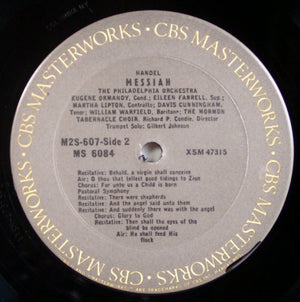 CBS MASTERWORKS · CBS MASTERWORKS · CBS MASTERWORKS · CBS MASTERWORKS ·
HANDEL
MESSIAH
THE PHILADELPHIA ORCHESTRA
EUGENE ORMANDY, Cond.; EILEEN FARRELL, Sop.;
MARTHA LIPTON, Contralto; DAVIS CUNNINGHAM,
Tenor; WILLIAM WARFIELD, Baritone; THE MORMON
TABERNACLE CHOIR, Richard P. Condie, Director
Trumpet Solo: Gilbert Johnson
M2S-607-Side 2
MS 6084
XSM 47315
Recitative: Behold, a virgin shall conceive
Air: O thou that tellest good tidings to Zion
Chorus: For unto us a Child is born
Pastoral Symphony
Recitative: There were shepherds
Recitative: And the angel said unto them
Recitative: And suddenly there was with the angel
Chorus: Glory to God
Recitative: Then shall the eyes of the
blind be opened
Air: He shall feed His
flock